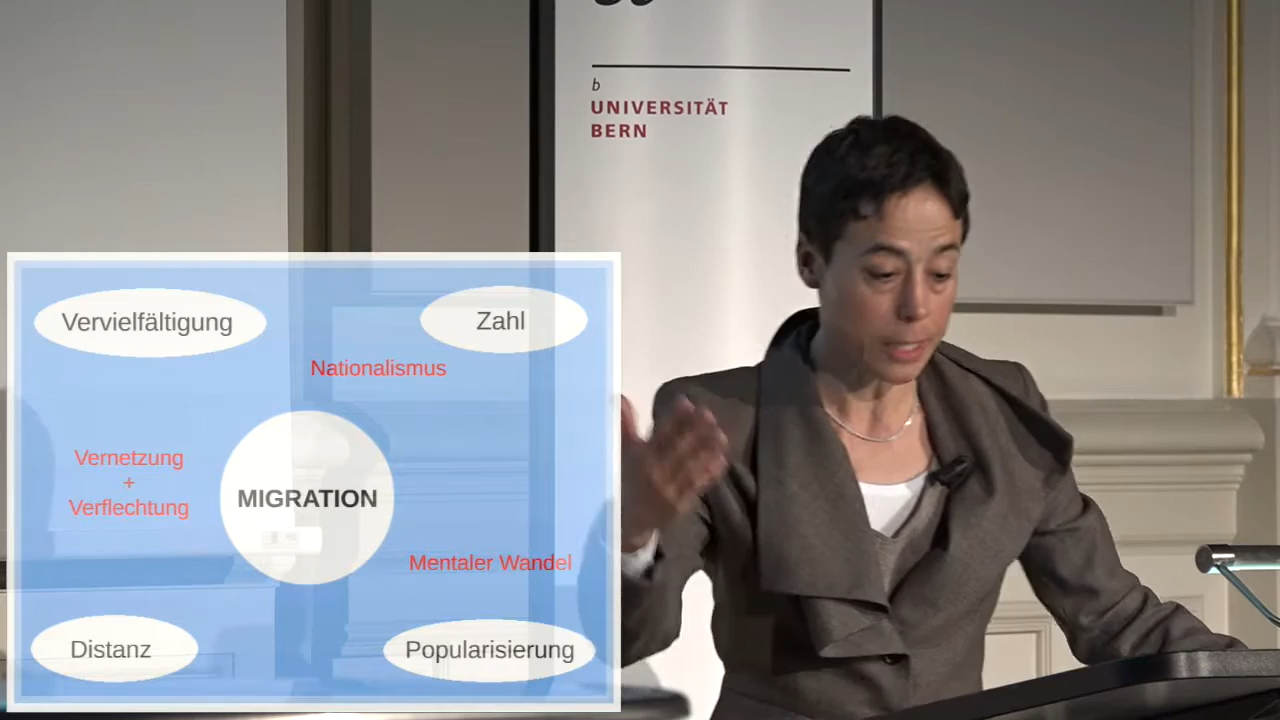 b
UNIVERSITÄT
BERN
Vervielfältigung
Zahl
Nationalismus
Vernetzung
+
Verflechtung
MIGRATION
Mentaler Wandel
Distanz
Popularisierung